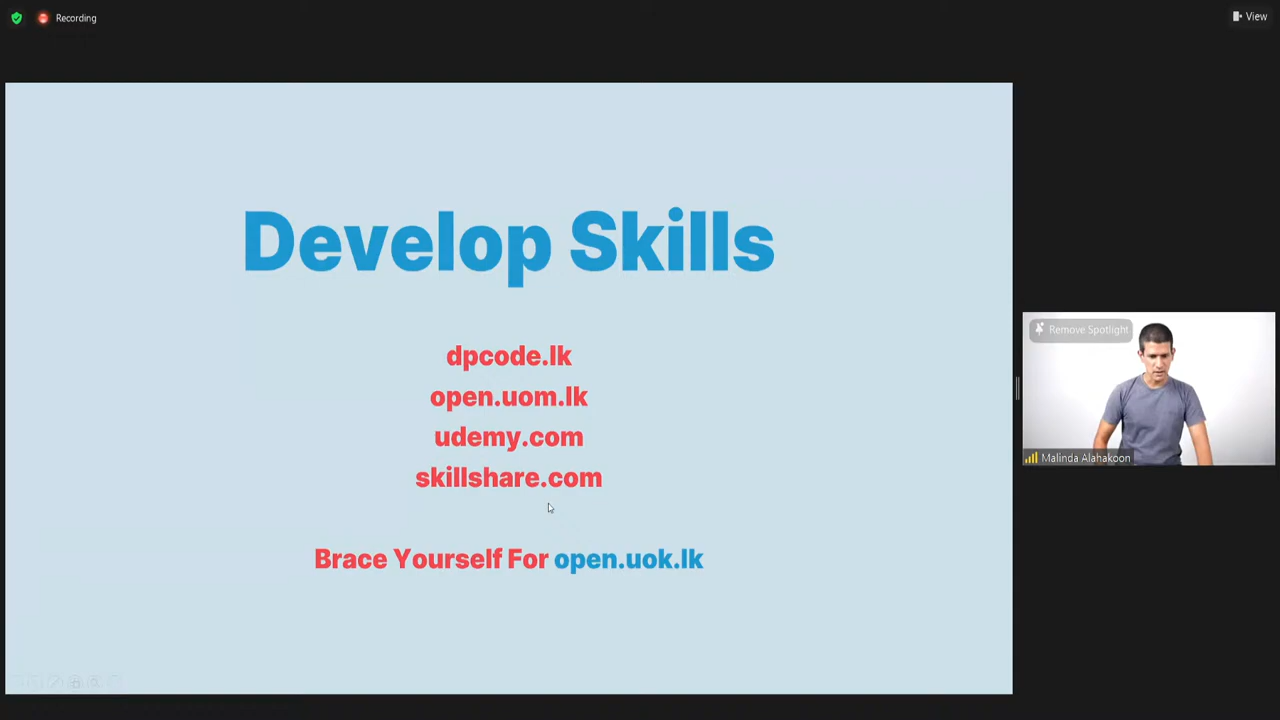 Recording
View
Develop Skills
dpcode.lk
open.uom.lk
udemy.com
skillshare.com
Brace Yourself For open.uok.lk
Remove Spotlight
Malinda Alahakoon